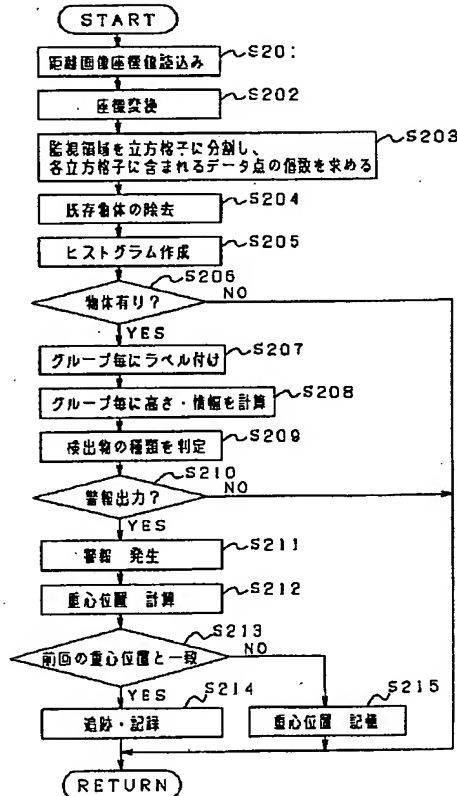 START
距離画像座標値読込み
S201
座標変換
S202
監視領域を立方格子に分割し、
各立方格子に含まれるデータ点の個数を求める
S203
既存物体の除去
S204
ヒストグラム作成
S205
物体有り?
S206
NO
YES
グループ毎にラベル付け
S207
グループ毎に高さ・横幅を計算
S208
検出物の種類を判定
S209
警報出力?
S210
NO
YES
警報 発生
S211
重心位置 計算
S212
前回の重心位置と一致
S213
NO
YES
追跡・記録
S214
重心位置 記憶
S215
RETURN